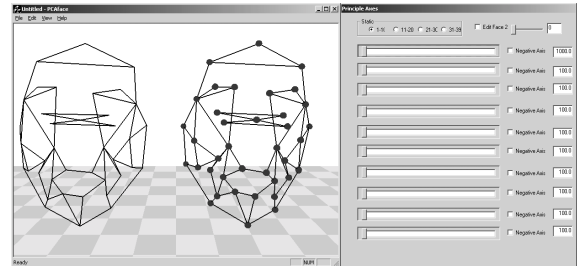 Untitled - PCAface
File Edit View Help
Ready
NUM
Principle Axes
Static
1-10 11-20 21-30 31-39
Edit Face 2
0
Negative Axis 1000.0
Negative Axis 100.0
Negative Axis 100.0
Negative Axis 100.0
Negative Axis 100.0
Negative Axis 100.0
Negative Axis 100.0
Negative Axis 100.0
Negative Axis 100.0
Negative Axis 100.0